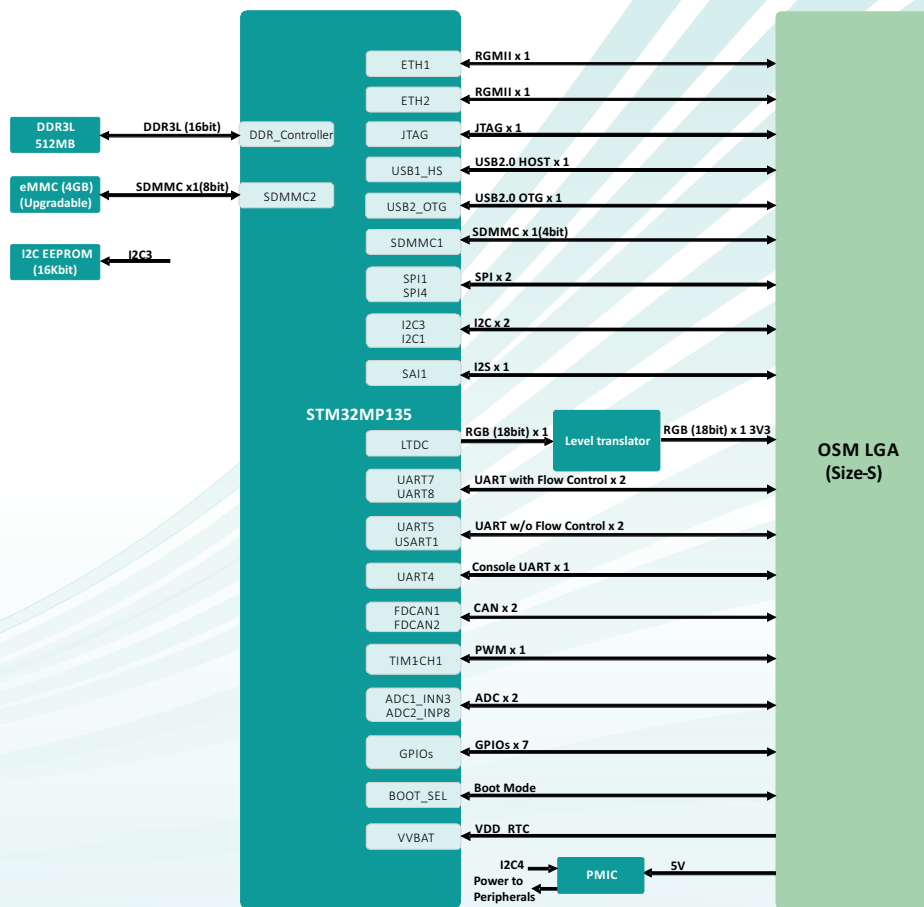 DDR3L
512MB
DDR3L (16bit)
DDR_Controller
eMMC (4GB)
(Upgradable)
SDMMC x1(8bit)
SDMMC2
I2C EEPROM
(16Kbit)
I2C3
STM32MP135
ETH1
RGMII x 1
ETH2
RGMII x 1
JTAG
JTAG x 1
USB1_HS
USB2.0 HOST x 1
USB2_OTG
USB2.0 OTG x 1
SDMMC1
SDMMC x 1(4bit)
SPI1
SPI4
SPI x 2
I2C3
I2C1
I2C x 2
SAI1
I2S x 1
LTDC
RGB (18bit) x 1
Level translator
RGB (18bit) x 1 3V3
UART7
UART8
UART with Flow Control x 2
UART5
USART1
UART w/o Flow Control x 2
UART4
Console UART x 1
FDCAN1
FDCAN2
CAN x 2
TIM1-CH1
PWM x 1
ADC1_INN3
ADC2_INP8
ADC x 2
GPIOs
GPIOs x 7
BOOT_SEL
Boot Mode
VVBAT
VDD_RTC
I2C4
Power to
Peripherals
PMIC
5V
OSM LGA
(Size-S)